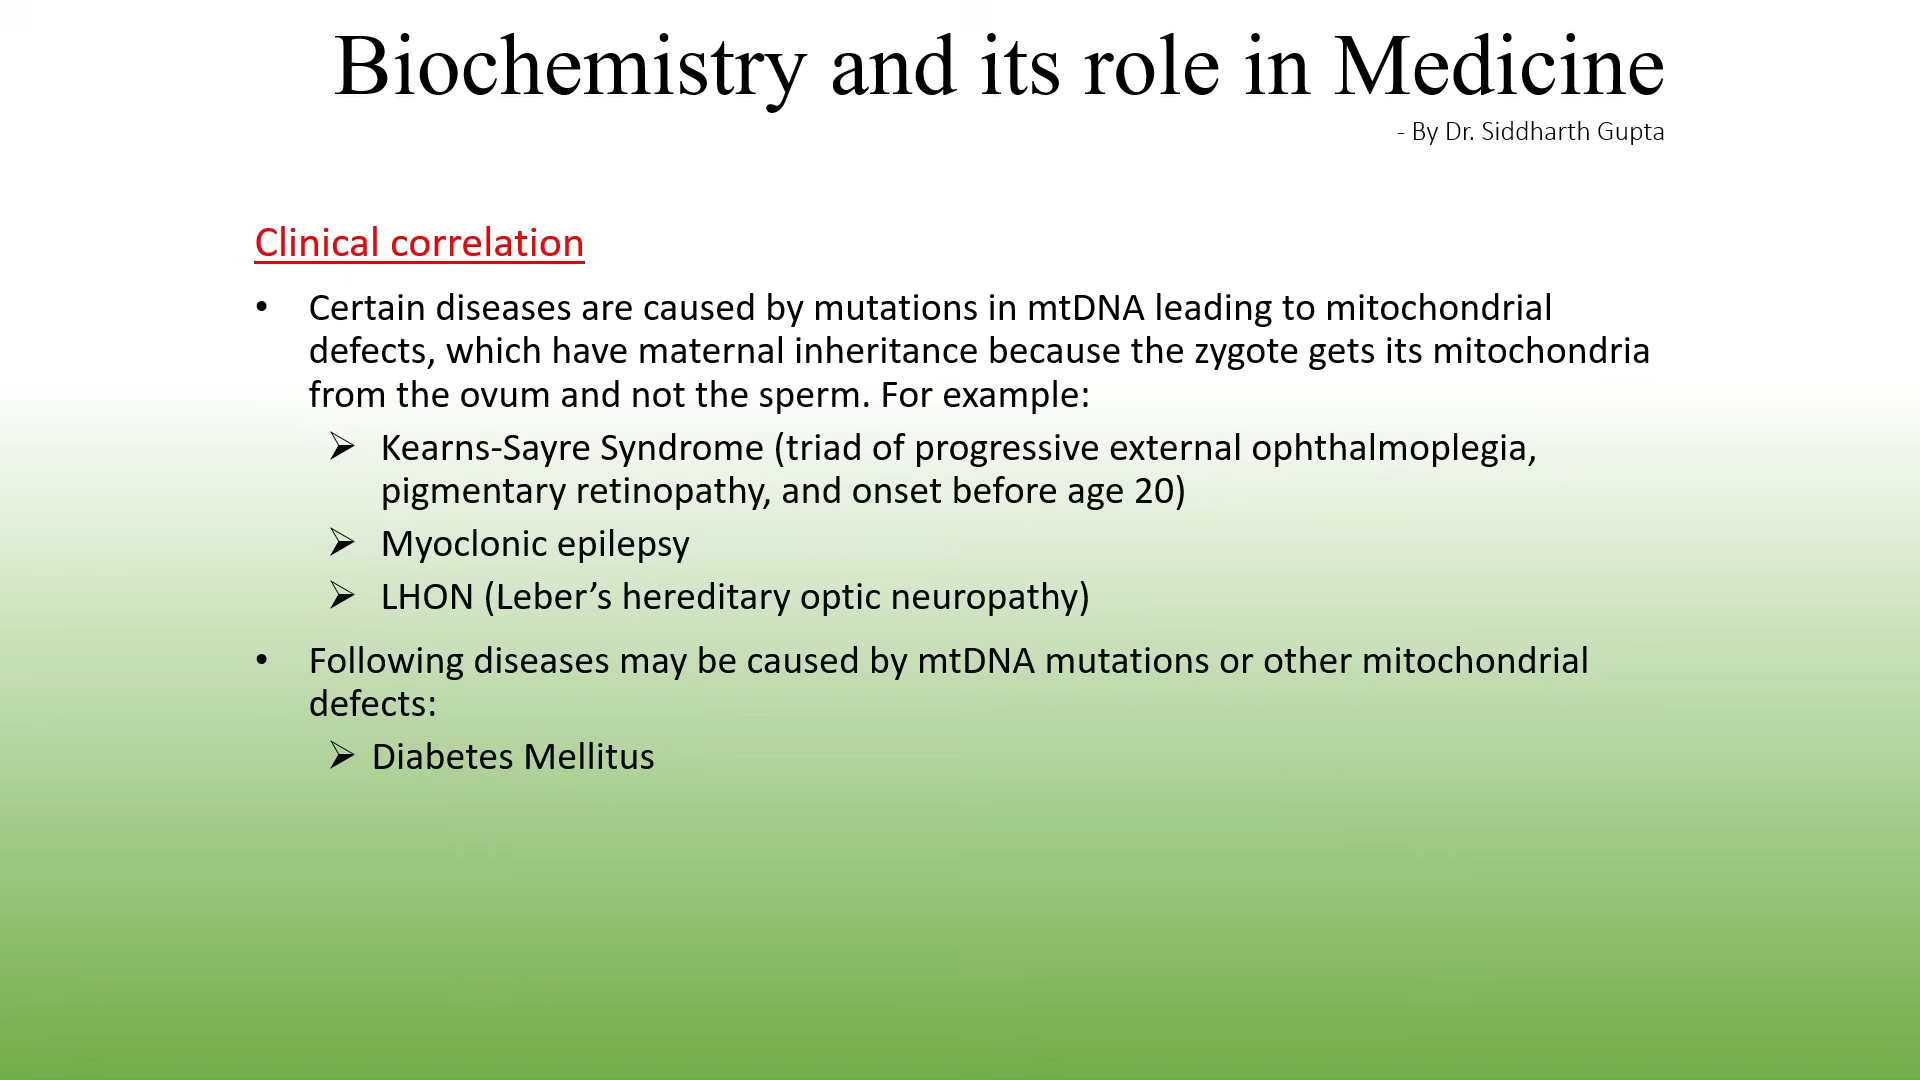 Biochemistry and its role in Medicine
- By Dr. Siddharth Gupta
Clinical correlation
• Certain diseases are caused by mutations in mtDNA leading to mitochondrial
defects, which have maternal inheritance because the zygote gets its mitochondria
from the ovum and not the sperm. For example:
➢ Kearns-Sayre Syndrome (triad of progressive external ophthalmoplegia,
pigmentary retinopathy, and onset before age 20)
➢ Myoclonic epilepsy
➢ LHON (Leber’s hereditary optic neuropathy)
• Following diseases may be caused by mtDNA mutations or other mitochondrial
defects:
➢ Diabetes Mellitus